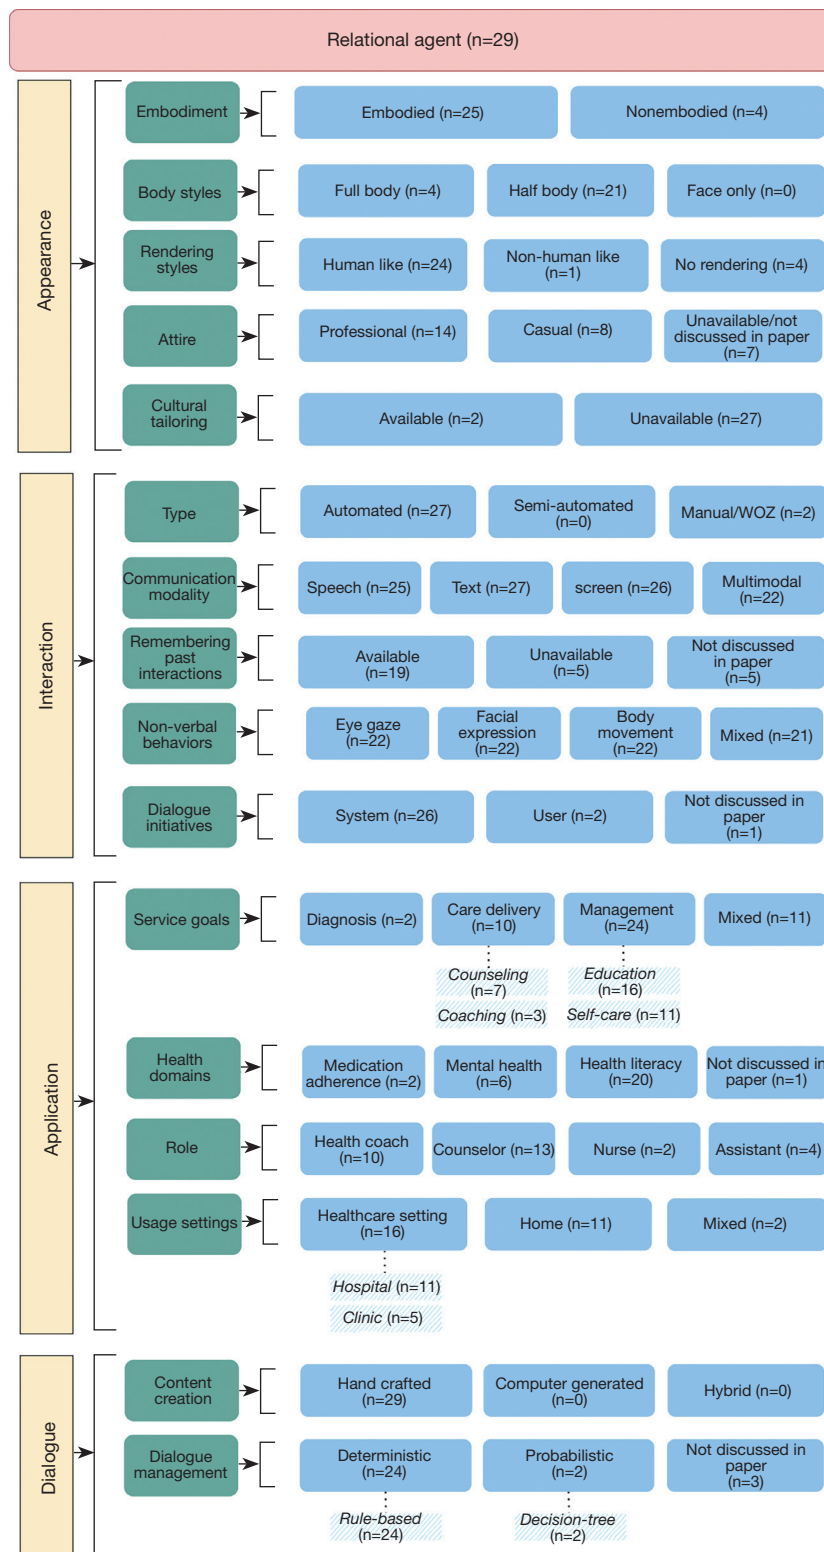 Relational agent (n=29)
Appearance
Embodiment
Embodied (n=25)
Nonembodied (n=4)
Body styles
Full body (n=4)
Half body (n=21)
Face only (n=0)
Rendering
styles
Human like (n=24)
Non-human like
(n=1)
No rendering (n=4)
Attire
Professional (n=14)
Casual (n=8)
Unavailable/not
discussed in paper
(n=7)
Cultural
tailoring
Available (n=2)
Unavailable (n=27)
Interaction
Type
Automated (n=27)
Semi-automated
(n=0)
Manual/WOZ (n=2)
Communication
modality
Speech (n=25)
Text (n=27)
screen (n=26)
Multimodal
(n=22)
Remembering
past
interactions
Available
(n=19)
Unavailable
(n=5)
Not discussed
in paper
(n=5)
Non-verbal
behaviors
Eye gaze
(n=22)
Facial
expression
(n=22)
Body
movement
(n=22)
Mixed (n=21)
Dialogue
initiatives
System (n=26)
User (n=2)
Not discussed in
paper
(n=1)
Application
Service goals
Diagnosis (n=2)
Care delivery
(n=10)
Management
(n=24)
Mixed (n=11)
Counseling
(n=7)
Coaching (n=3)
Education
(n=16)
Self-care (n=11)
Health
domains
Medication
adherence (n=2)
Mental health
(n=6)
Health literacy
(n=20)
Not discussed in
paper (n=1)
Role
Health coach
(n=10)
Counselor (n=13)
Nurse (n=2)
Assistant (n=4)
Usage settings
Healthcare setting
(n=16)
Home (n=11)
Mixed (n=2)
Hospital (n=11)
Clinic (n=5)
Dialogue
Content
creation
Hand crafted
(n=29)
Computer generated
(n=0)
Hybrid (n=0)
Dialogue
management
Deterministic
(n=24)
Probabilistic
(n=2)
Not discussed in
paper
(n=3)
Rule-based
(n=24)
Decision-tree
(n=2)